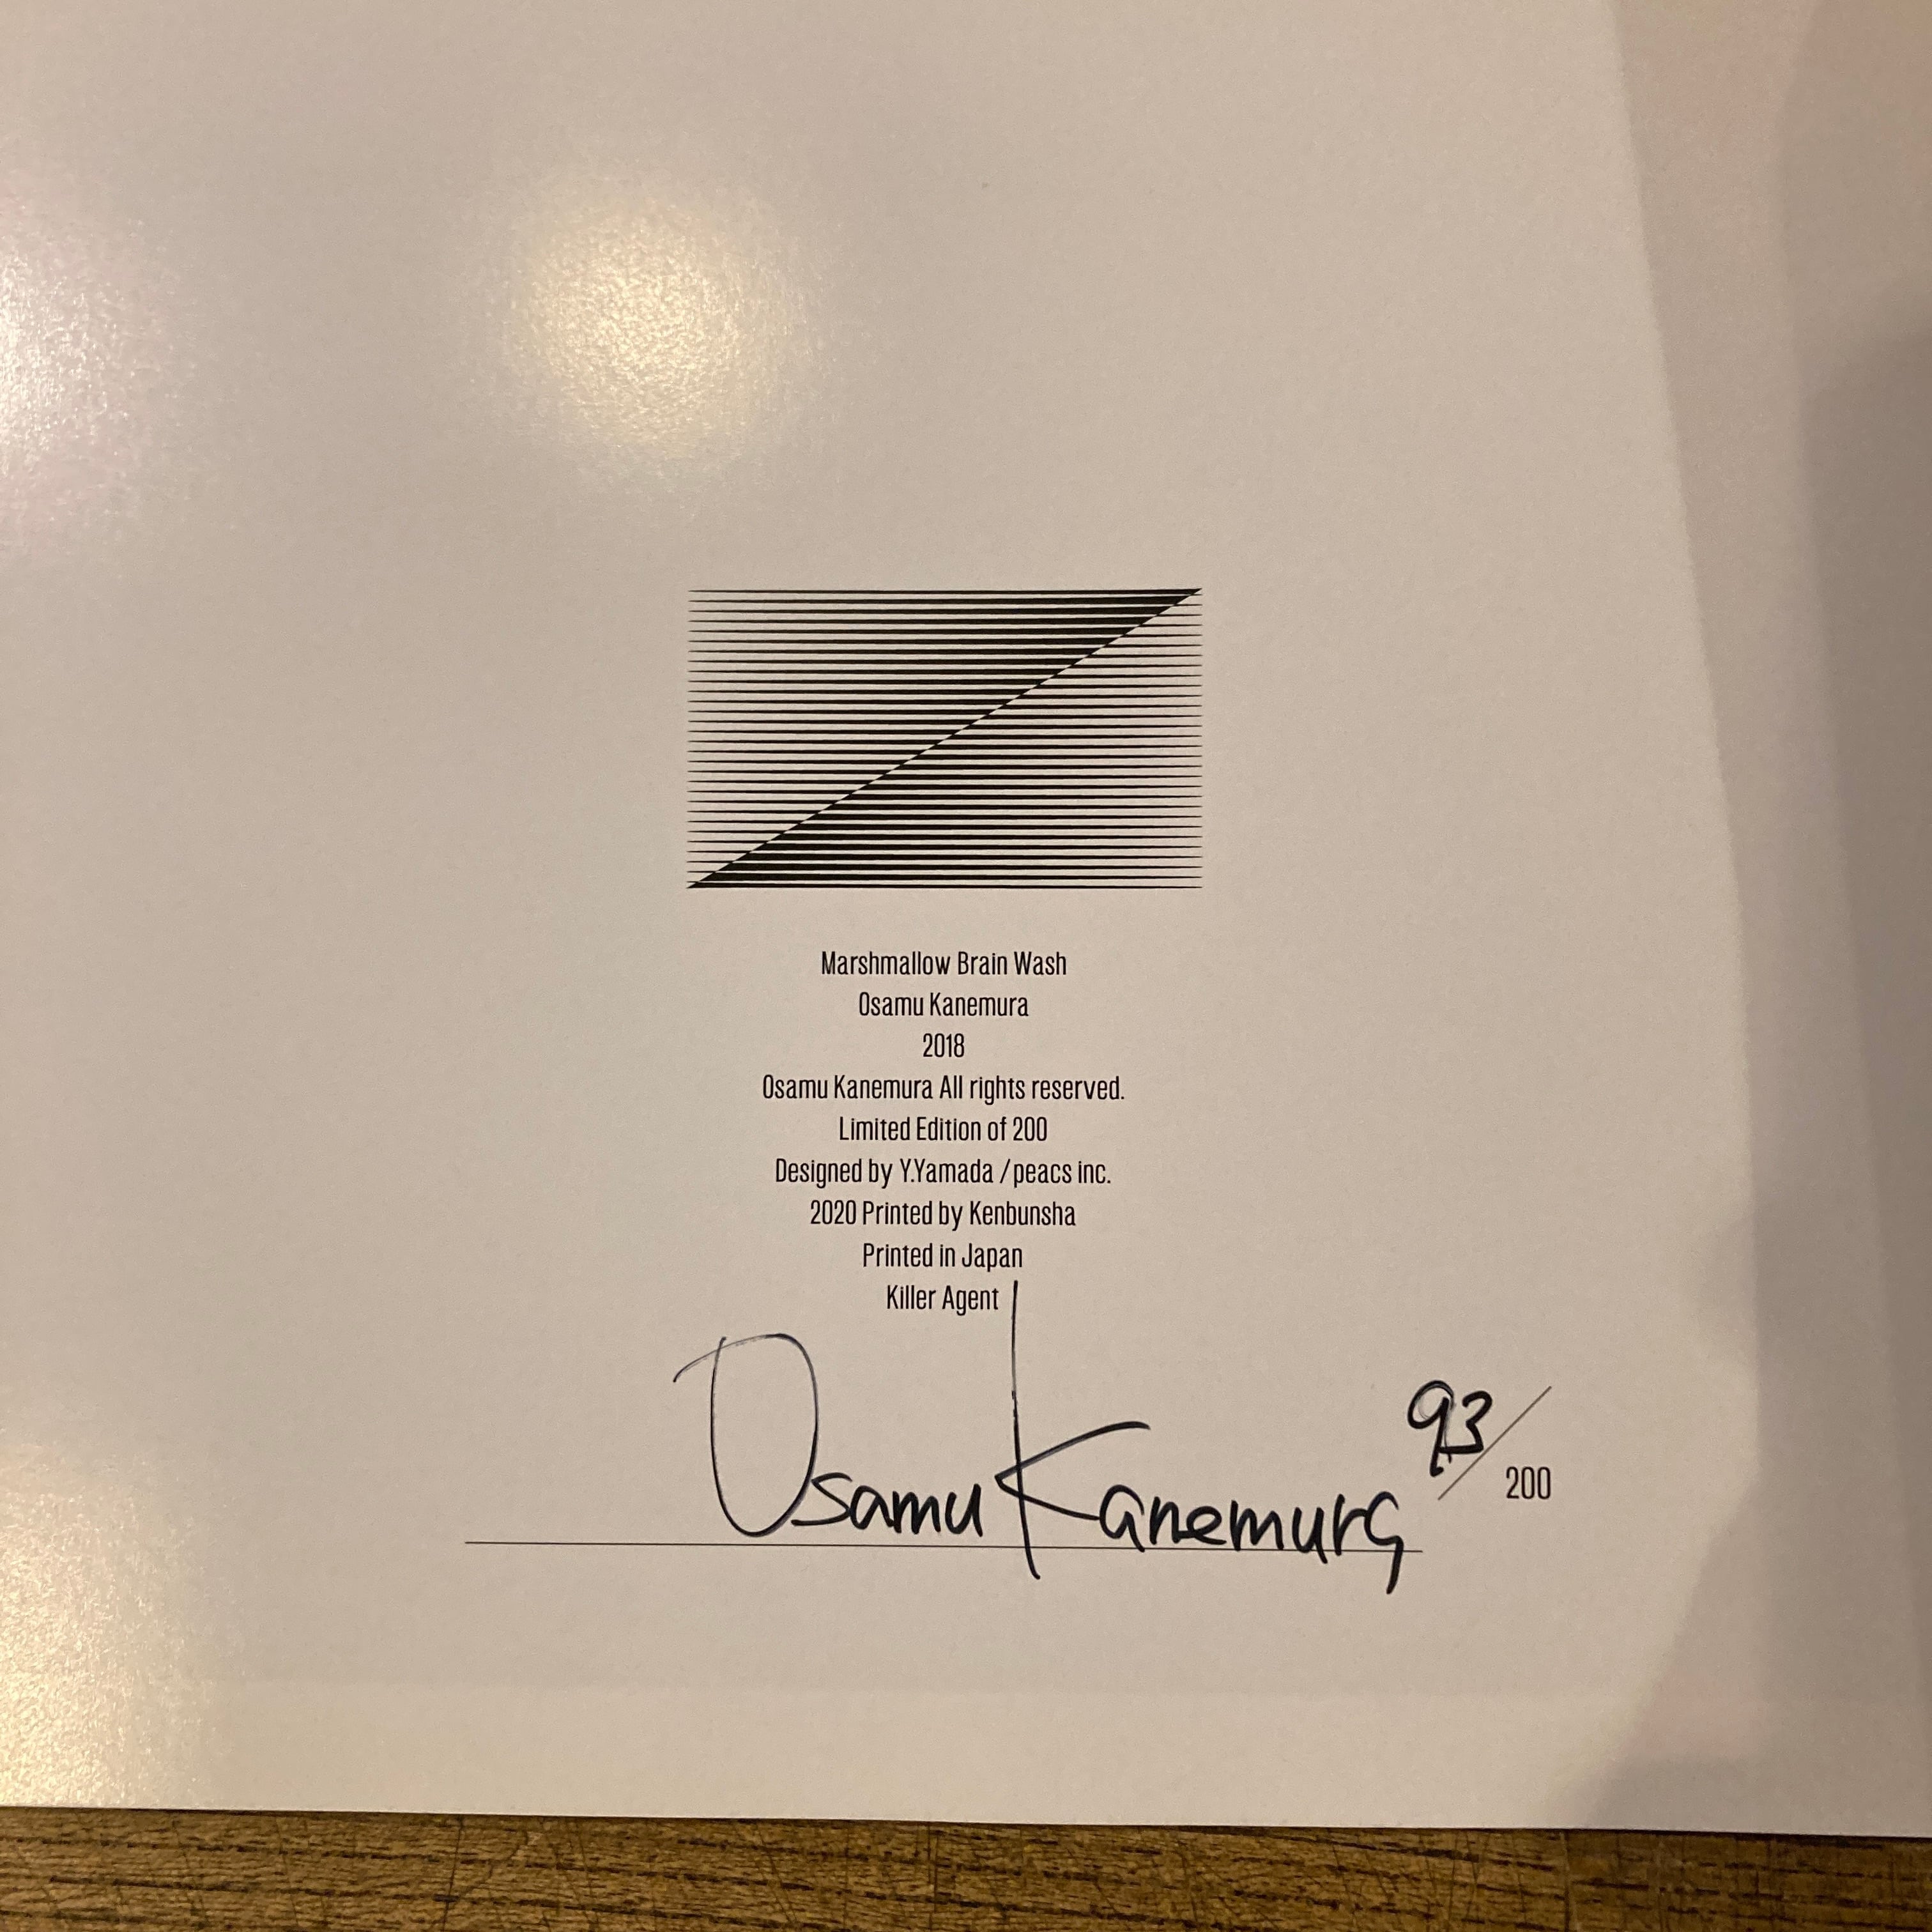 Marshmallow Brain Wash
Osamu Kanemura
2018
Osamu Kanemura All rights reserved.
Limited Edition of 200
Designed by Y.Yamada / peacs inc.
2020 Printed by Kenbunsha
Printed in Japan
Killer Agent
Osamu Kanemura 93/200